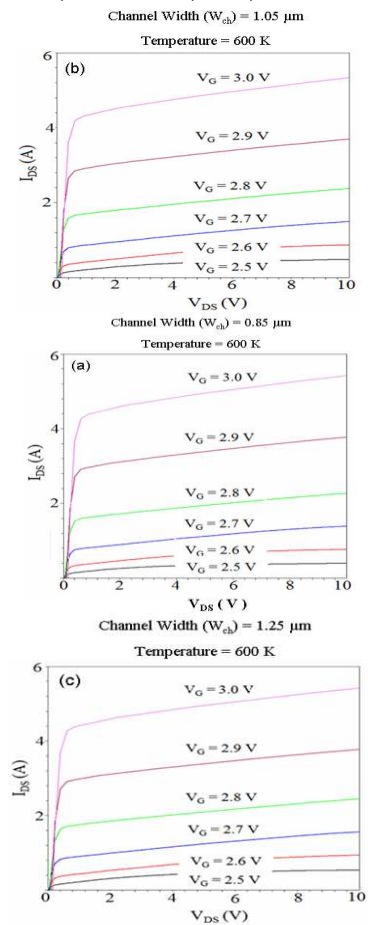 Channel Width (Wch) = 1.05 µm
Temperature = 600 K
(b)
VG = 3.0 V
VG = 2.9 V
VG = 2.8 V
VG = 2.7 V
VG = 2.6 V
VG = 2.5 V
6
4
2
IDS(A)
0 2 4 6 8 10
VDS(V)
Channel Width (Wch) = 0.85 µm
Temperature = 600 K
(a)
VG = 3.0 V
VG = 2.9 V
VG = 2.8 V
VG = 2.7 V
VG = 2.6 V
VG = 2.5 V
6
4
2
IDS(A)
0 2 4 6 8 10
VDS ( V )
Channel Width (Wch) = 1.25 µm
Temperature = 600 K
(c)
VG = 3.0 V
VG = 2.9 V
VG = 2.8 V
VG = 2.7 V
VG = 2.6 V
VG = 2.5 V
6
4
2
IDS(A)
0 2 4 6 8 10
VDS (V)